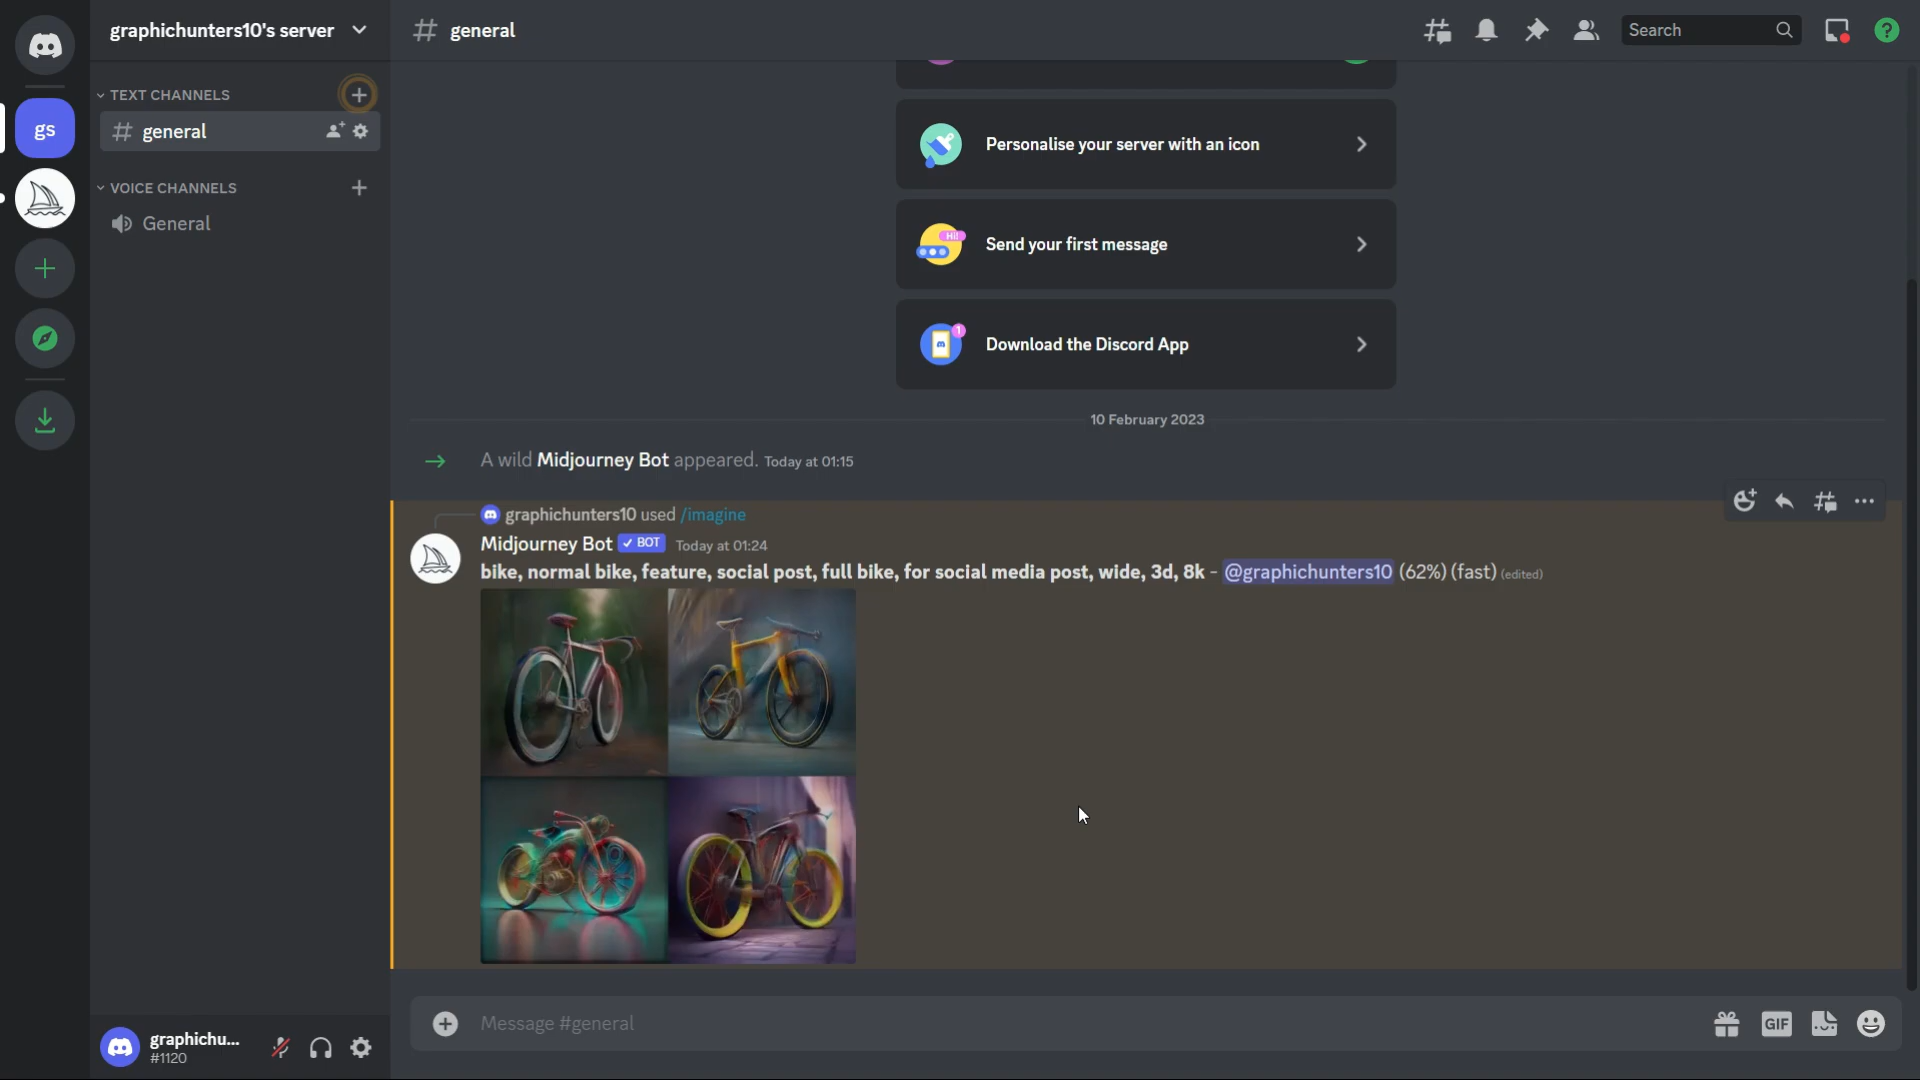 graphichunters10's server
general
Search
gs
TEXT CHANNELS
general
VOICE CHANNELS
General
Personalise your server with an icon
Hi!
Send your first message
1
Download the Discord App
10 February 2023
A wild Midjourney Bot appeared. Today at 01:15
graphichunters10 used /imagine
Midjourney Bot ✓ BOT Today at 01:24
bike, normal bike, feature, social post, full bike, for social media post, wide, 3d, 8k - @graphichunters10 (62%) (fast) (edited)
Message #general
GIF
graphichu...
#1120